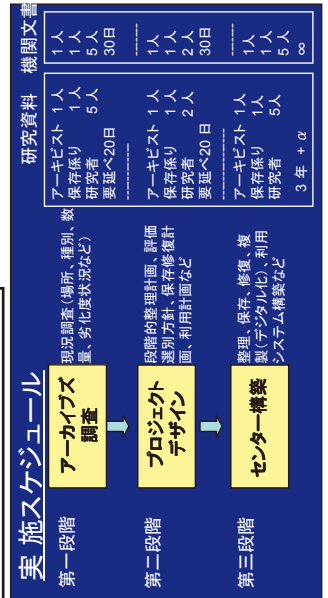 実 施スケジュール
研究資料
機関文書
第一段階
アーカイブズ
調査
現況調査(場所、種別、数
量、劣化度状況など)
アーキビスト 1人
保存係り 1人
研究者 5人
要延べ20日
----------
1人
1人
5人
30日
------
第二段階
プロジェクト
デザイン
段階的整理計画、評価
選別方針、保存修復計
画、利用計画など
アーキビスト 1人
保存係り 1人
研究者 2人
要延べ20日
----------
1人
1人
2人
30日
------
第三段階
センター構築
整理、保存、修復、複
製(デジタル化)、利用
システム構築など
アーキビスト 1人
保存係り 1人
研究者 5人
3年 +α
1人
1人
5人
∞